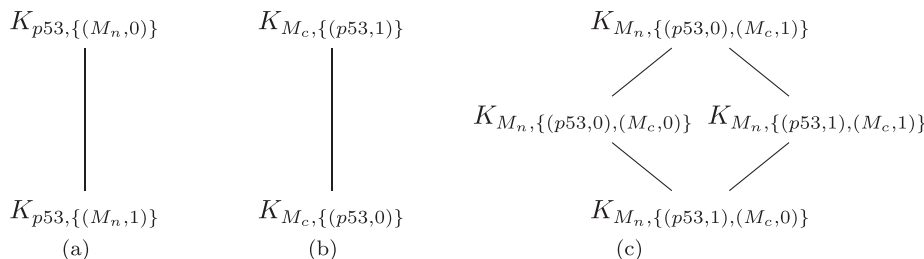 K_{p53,{(M_n,0)}} K_{M_c,{(p53,1)}} K_{M_n,{(p53,0),(M_c,1)}}
K_{M_n,{(p53,0),(M_c,0)}} K_{M_n,{(p53,1),(M_c,1)}}
K_{p53,{(M_n,1)}} K_{M_c,{(p53,0)}} K_{M_n,{(p53,1),(M_c,0)}}
(a) (b) (c)